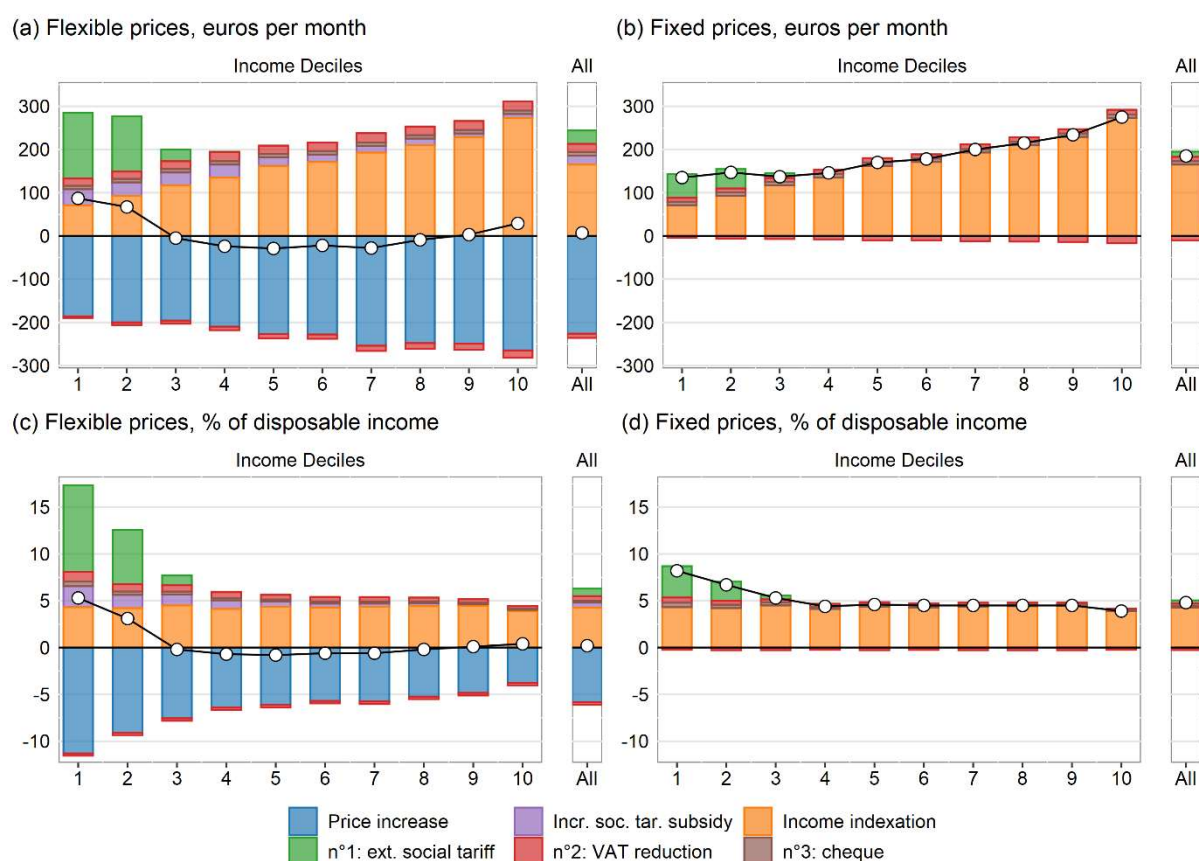 (a) Flexible prices, euros per month
Income Deciles
All
300
200
100
0
-100
-200
-300
1 2 3 4 5 6 7 8 9 10
All
(b) Fixed prices, euros per month
Income Deciles
All
300
200
100
0
-100
-200
-300
1 2 3 4 5 6 7 8 9 10
All
(c) Flexible prices, % of disposable income
Income Deciles
All
15
10
5
0
-5
-10
1 2 3 4 5 6 7 8 9 10
All
(d) Fixed prices, % of disposable income
Income Deciles
All
15
10
5
0
-5
-10
1 2 3 4 5 6 7 8 9 10
All
Price increase
Incr. soc. tar. subsidy
Income indexation
n°1: ext. social tariff
n°2: VAT reduction
n°3: cheque